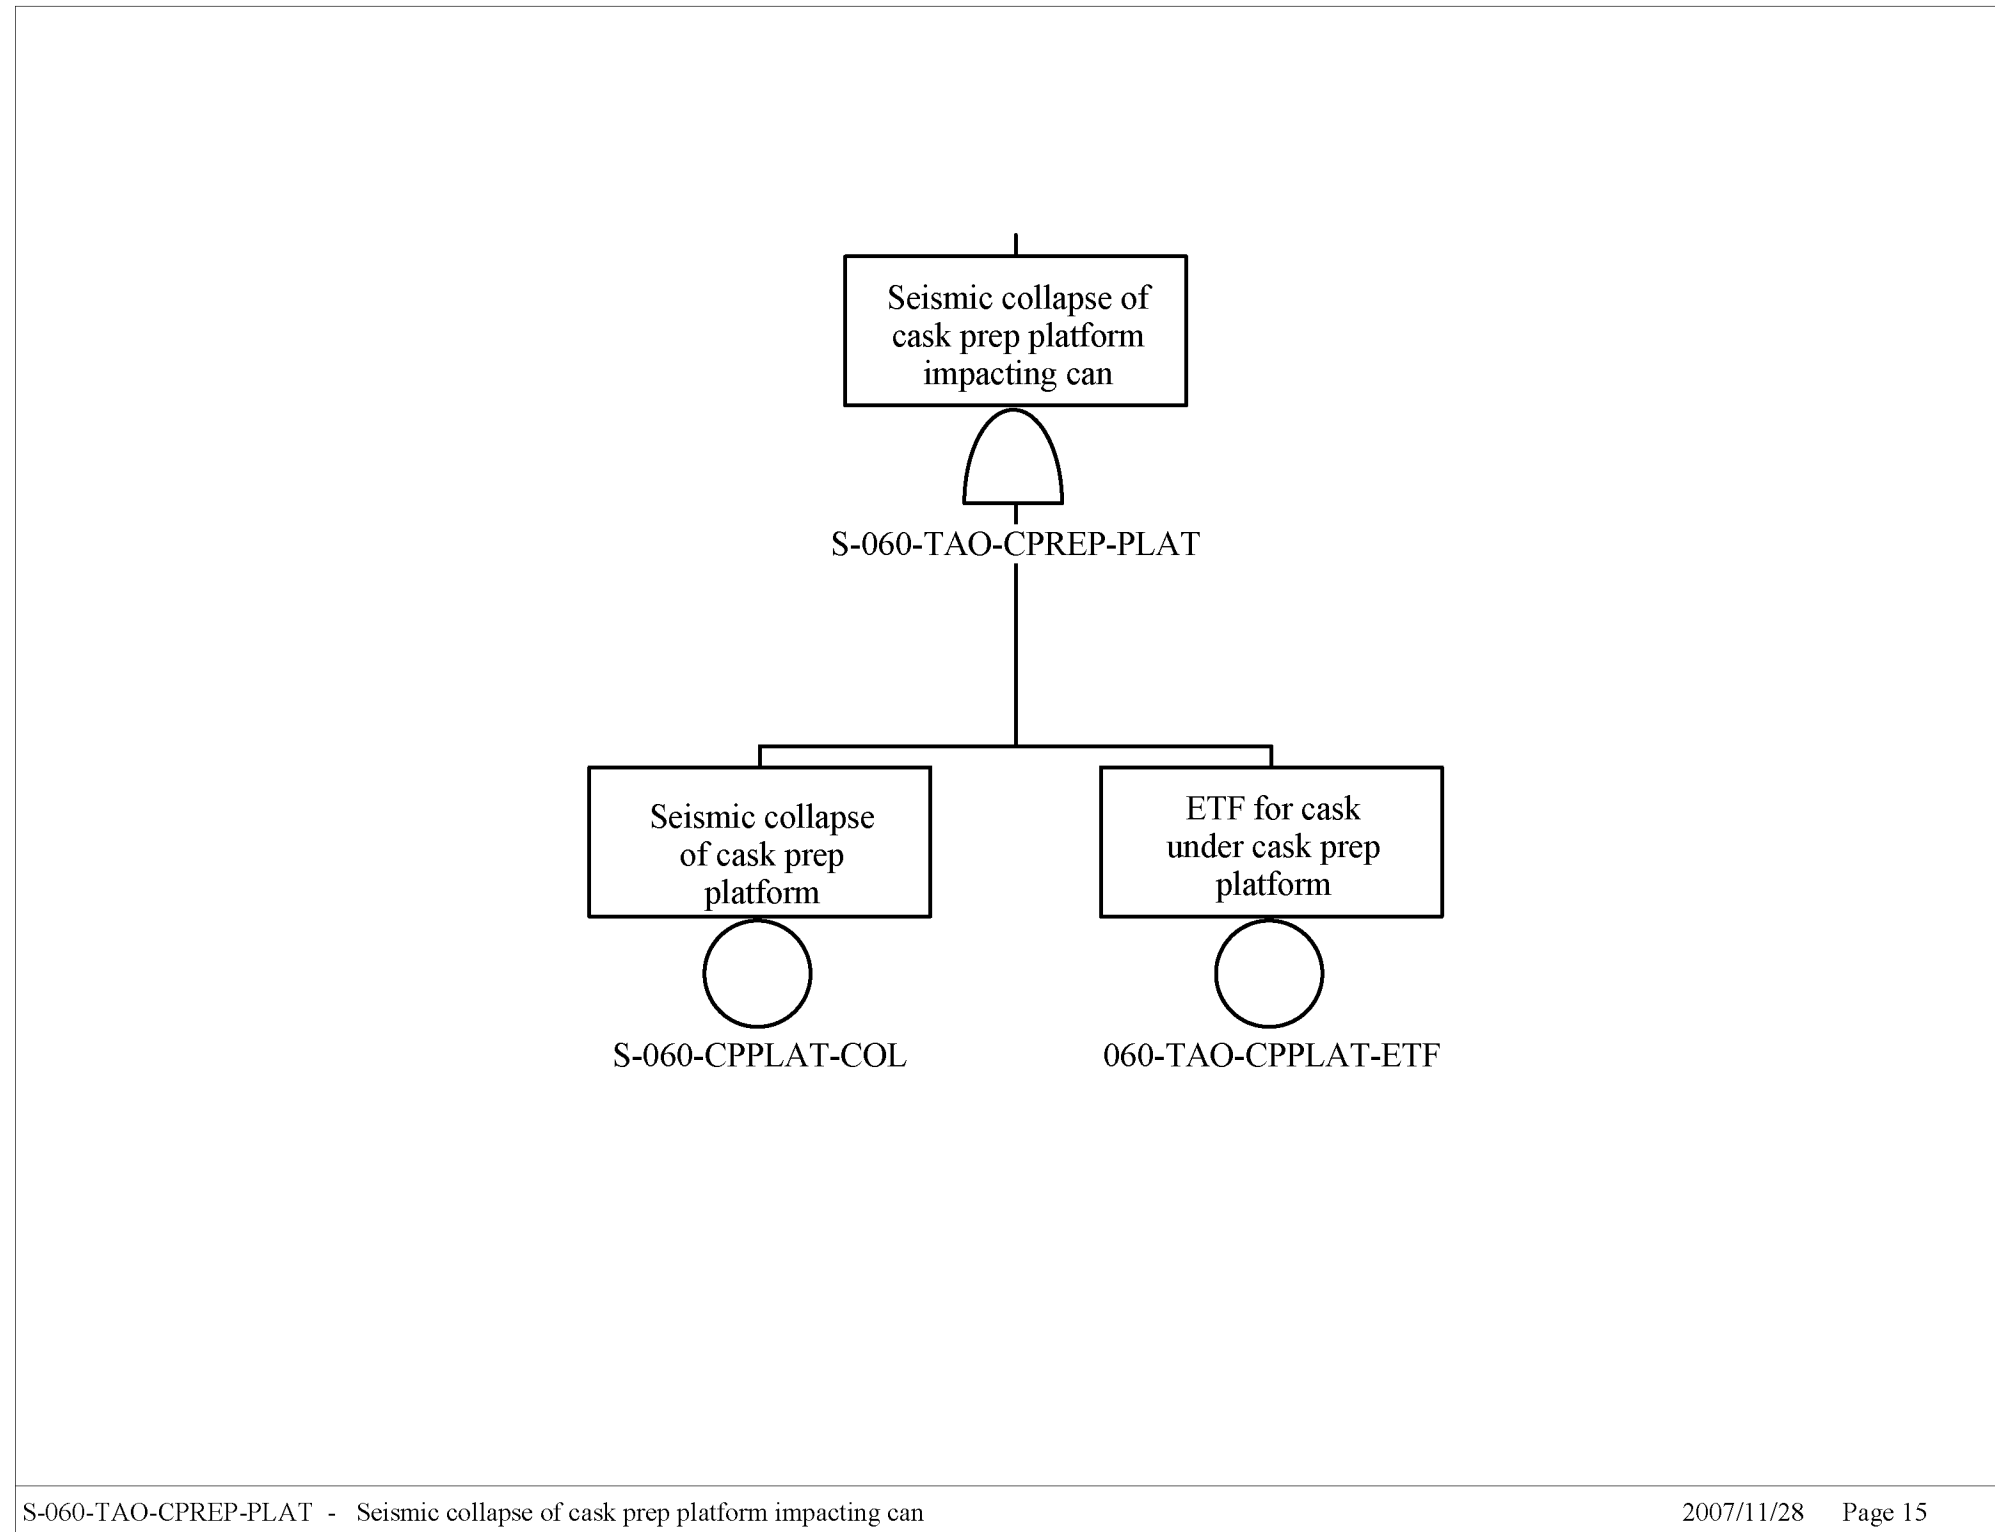 Seismic collapse of
cask prep platform
impacting can
S-060-TAO-CPREP-PLAT
Seismic collapse
of cask prep
platform
S-060-CPPLAT-COL
ETF for cask
under cask prep
platform
060-TAO-CPPLAT-ETF
S-060-TAO-CPREP-PLAT - Seismic collapse of cask prep platform impacting can
2007/11/28 Page 15